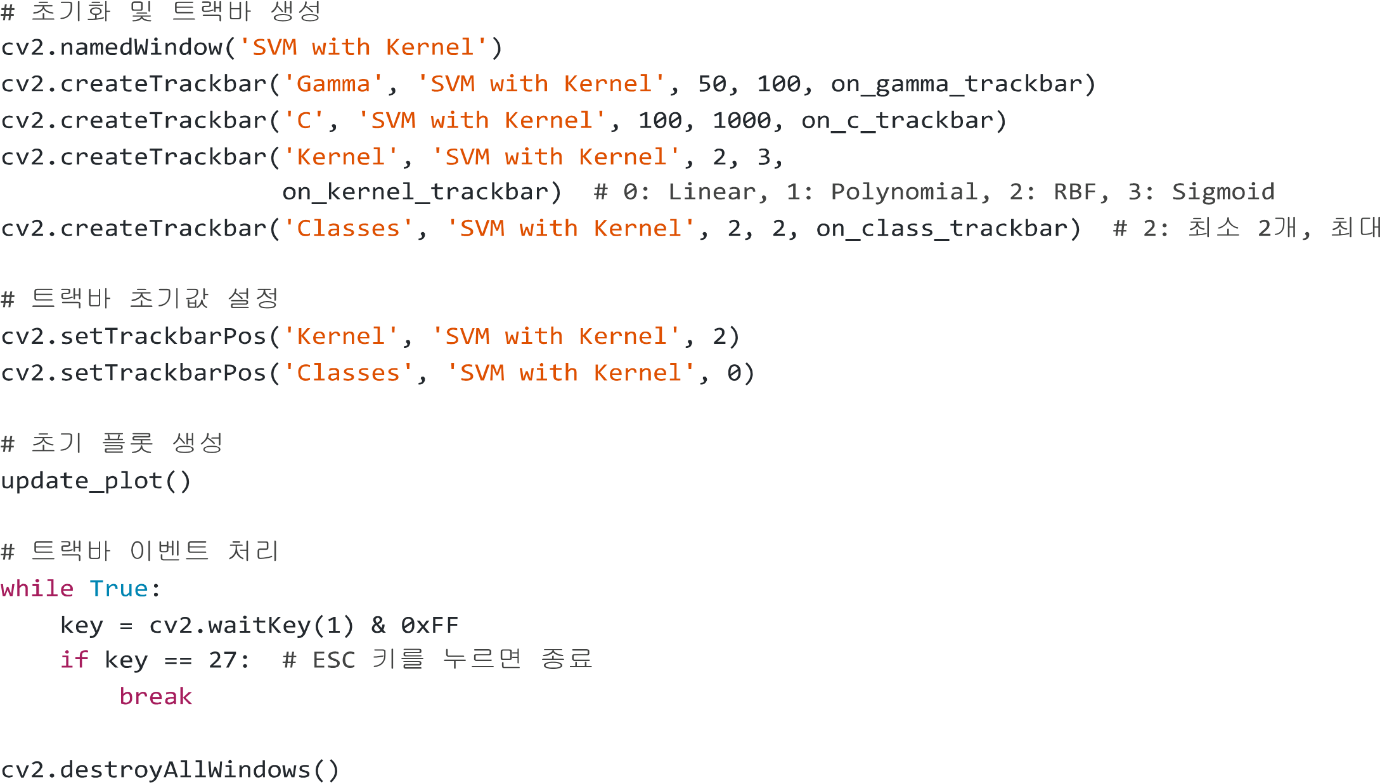 # 초기화 및 트랙바 생성
cv2.namedWindow('SVM with Kernel')
cv2.createTrackbar('Gamma', 'SVM with Kernel', 50, 100, on_gamma_trackbar)
cv2.createTrackbar('C', 'SVM with Kernel', 100, 1000, on_c_trackbar)
cv2.createTrackbar('Kernel', 'SVM with Kernel', 2, 3,
                   on_kernel_trackbar)  # 0: Linear, 1: Polynomial, 2: RBF, 3: Sigmoid
cv2.createTrackbar('Classes', 'SVM with Kernel', 2, 2, on_class_trackbar)  # 2: 최소 2개, 최대

# 트랙바 초기값 설정
cv2.setTrackbarPos('Kernel', 'SVM with Kernel', 2)
cv2.setTrackbarPos('Classes', 'SVM with Kernel', 0)

# 초기 플롯 생성
update_plot()

# 트랙바 이벤트 처리
while True:
    key = cv2.waitKey(1) & 0xFF
    if key == 27:  # ESC 키를 누르면 종료
        break

cv2.destroyAllWindows()